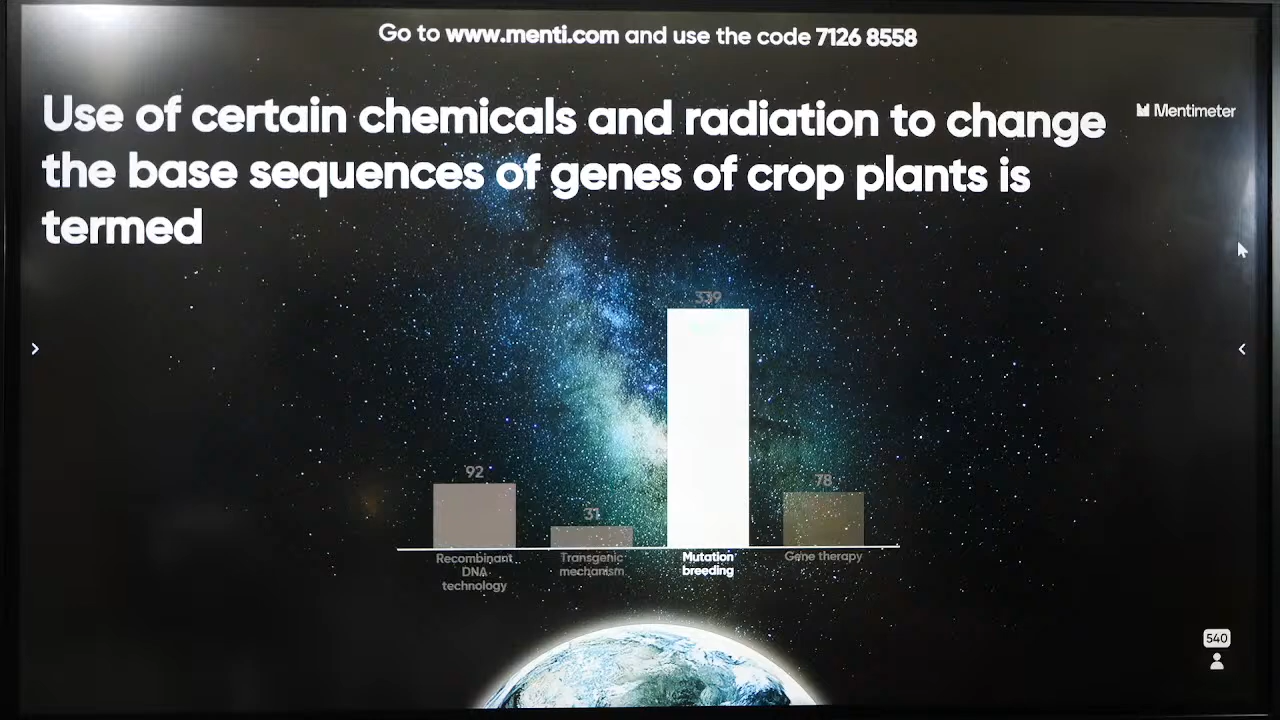 Go to www.menti.com and use the code 7126 8558
Use of certain chemicals and radiation to change
the base sequences of genes of crop plants is
termed
Mentimeter
339
92
78
31
Recombinant
DNA
technology
Transgenic
mechanism
Mutation
breeding
Gene therapy
540